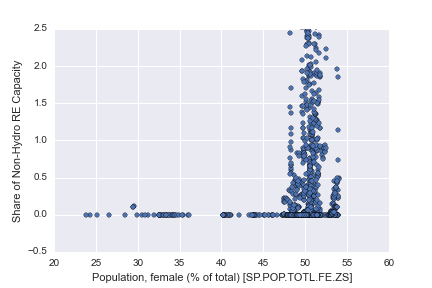 2.5
2.0
1.5
1.0
0.5
0.0
−0.5
20 25 30 35 40 45 50 55 60
Share of Non-Hydro RE Capacity
Population, female (% of total) [SP.POP.TOTL.FE.ZS]